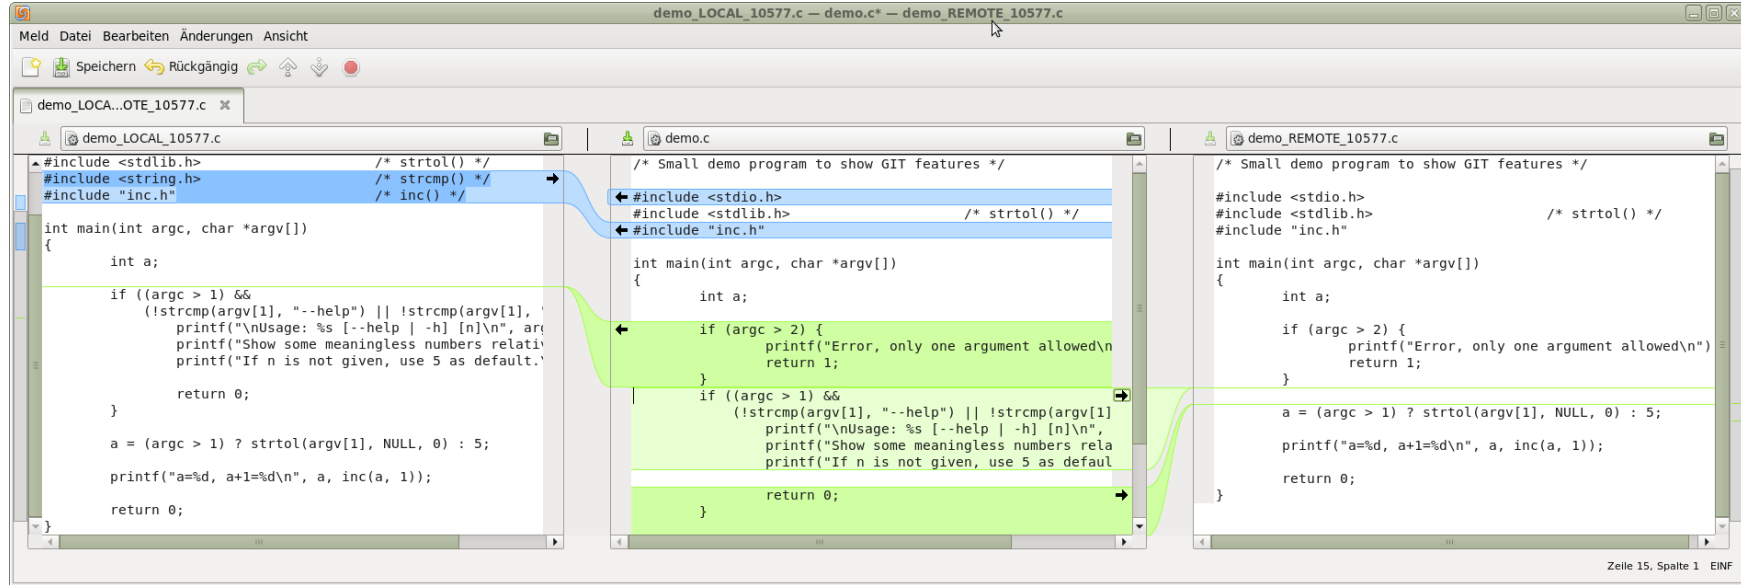 demo_LOCAL_10577.c — demo.c* — demo_REMOTE_10577.c
Meld Datei Bearbeiten Änderungen Ansicht
Speichern Rückgängig
demo_LOCA...OTE_10577.c
demo_LOCAL_10577.c
#include <stdlib.h> /* strtol() */
#include <string.h> /* strcmp() */
#include "inc.h" /* inc() */
int main(int argc, char *argv[])
{
int a;
if ((argc > 1) &&
(!strcmp(argv[1], "--help") || !strcmp(argv[1], 
printf("\nUsage: %s [--help | -h] [n]\n", arg
printf("Show some meaningless numbers relativ
printf("If n is not given, use 5 as default.
return 0;
}
a = (argc > 1) ? strtol(argv[1], NULL, 0) : 5;
printf("a=%d, a+1=%d\n", a, inc(a, 1));
return 0;
}
demo.c
/* Small demo program to show GIT features */
#include <stdio.h>
#include <stdlib.h> /* strtol() */
#include "inc.h"
int main(int argc, char *argv[])
{
int a;
if (argc > 2) {
printf("Error, only one argument allowed\n
return 1;
}
if ((argc > 1) &&
(!strcmp(argv[1], "--help") || !strcmp(argv[1]
printf("\nUsage: %s [--help | -h] [n]\n",
printf("Show some meaningless numbers rela
printf("If n is not given, use 5 as defaul
return 0;
}
demo_REMOTE_10577.c
/* Small demo program to show GIT features */
#include <stdio.h>
#include <stdlib.h> /* strtol() */
#include "inc.h"
int main(int argc, char *argv[])
{
int a;
if (argc > 2) {
printf("Error, only one argument allowed\n")
return 1;
}
a = (argc > 1) ? strtol(argv[1], NULL, 0) : 5;
printf("a=%d, a+1=%d\n", a, inc(a, 1));
return 0;
}
Zeile 15, Spalte 1 EINF